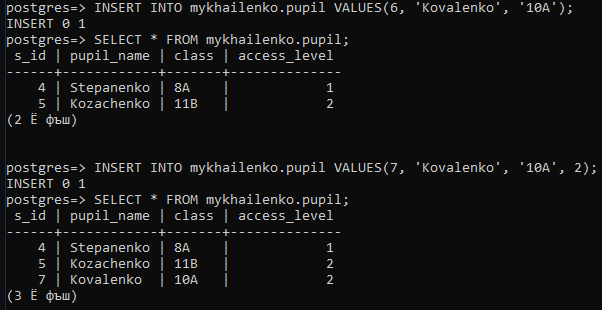 postgres=> INSERT INTO mykhailenko.pupil VALUES(6, 'Kovalenko', '10A');
INSERT 0 1
postgres=> SELECT * FROM mykhailenko.pupil;
 s_id | pupil_name | class | access_level
------+------------+-------+--------------
    4 | Stepanenko | 8A    |            1
    5 | Kozachenko | 11B   |            2
(2 Ё фъш)
postgres=> INSERT INTO mykhailenko.pupil VALUES(7, 'Kovalenko', '10A', 2);
INSERT 0 1
postgres=> SELECT * FROM mykhailenko.pupil;
 s_id | pupil_name | class | access_level
------+------------+-------+--------------
    4 | Stepanenko | 8A    |            1
    5 | Kozachenko | 11B   |            2
    7 | Kovalenko  | 10A   |            2
(3 Ё фъш)